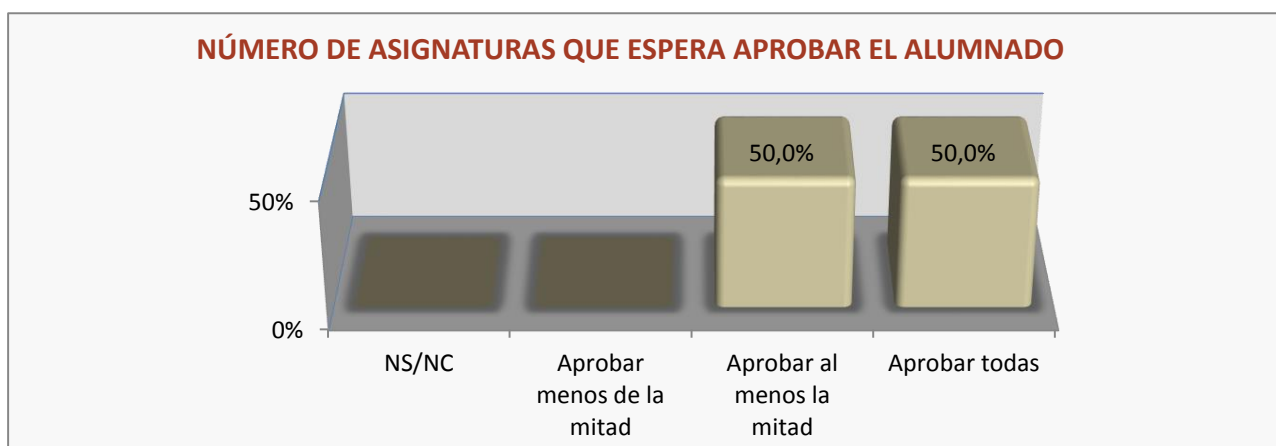 NÚMERO DE ASIGNATURAS QUE ESPERA APROBAR EL ALUMNADO
50,0%
50,0%
50%
0%
NS/NC
Aprobar
menos de la
mitad
Aprobar al
menos la
mitad
Aprobar todas